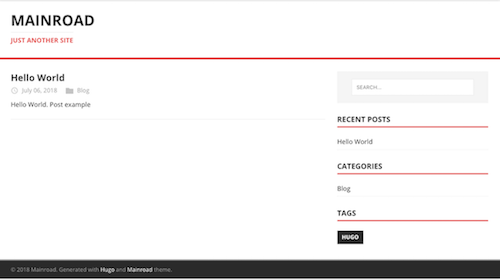 MAINROAD
JUST ANOTHER SITE
Hello World
July 06, 2018 Blog
Hello World. Post example
SEARCH...
RECENT POSTS
Hello World
CATEGORIES
Blog
TAGS
HUGO
© 2018 Mainroad. Generated with Hugo and Mainroad theme.